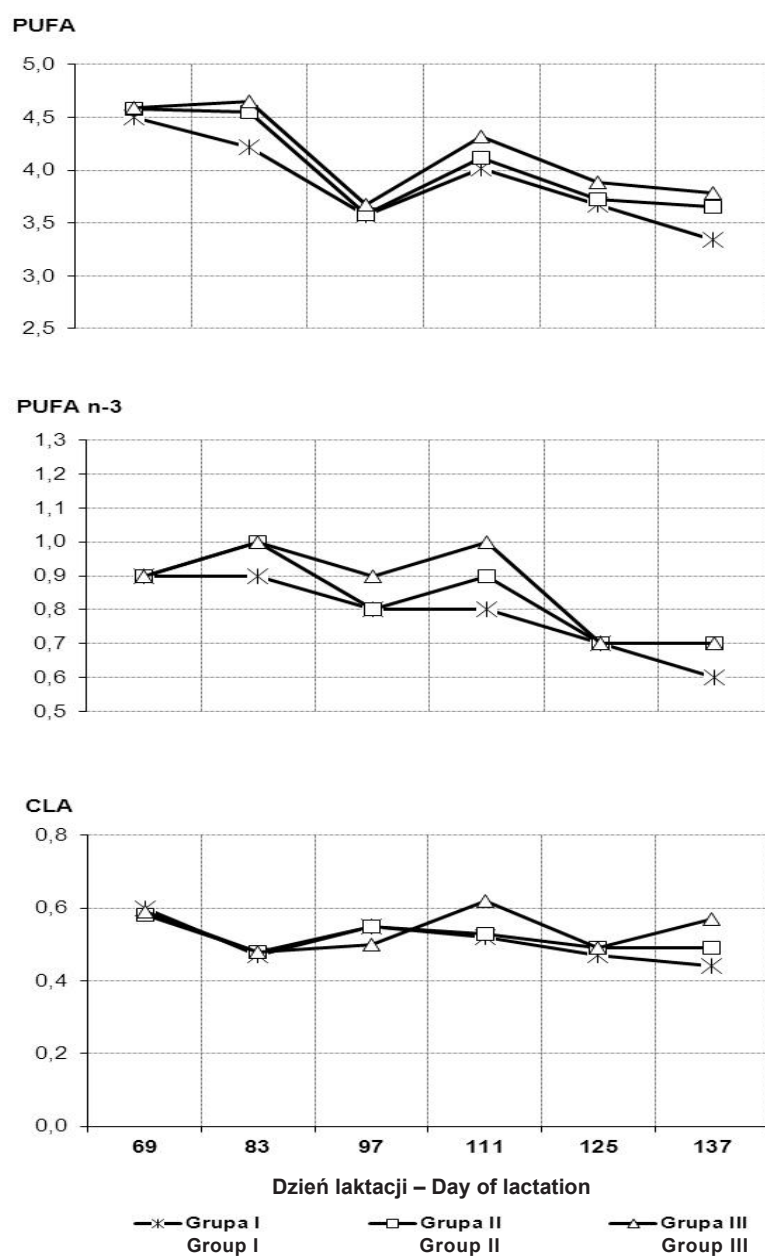 PUFA
5,0
4,5
4,0
3,5
3,0
2,5
PUFA n-3
1,3
1,2
1,1
1,0
0,9
0,8
0,7
0,6
0,5
CLA
0,8
0,6
0,4
0,2
0,0
69 83 97 111 125 137
Dzień laktacji – Day of lactation
Grupa I Grupa II Grupa III
Group I Group II Group III